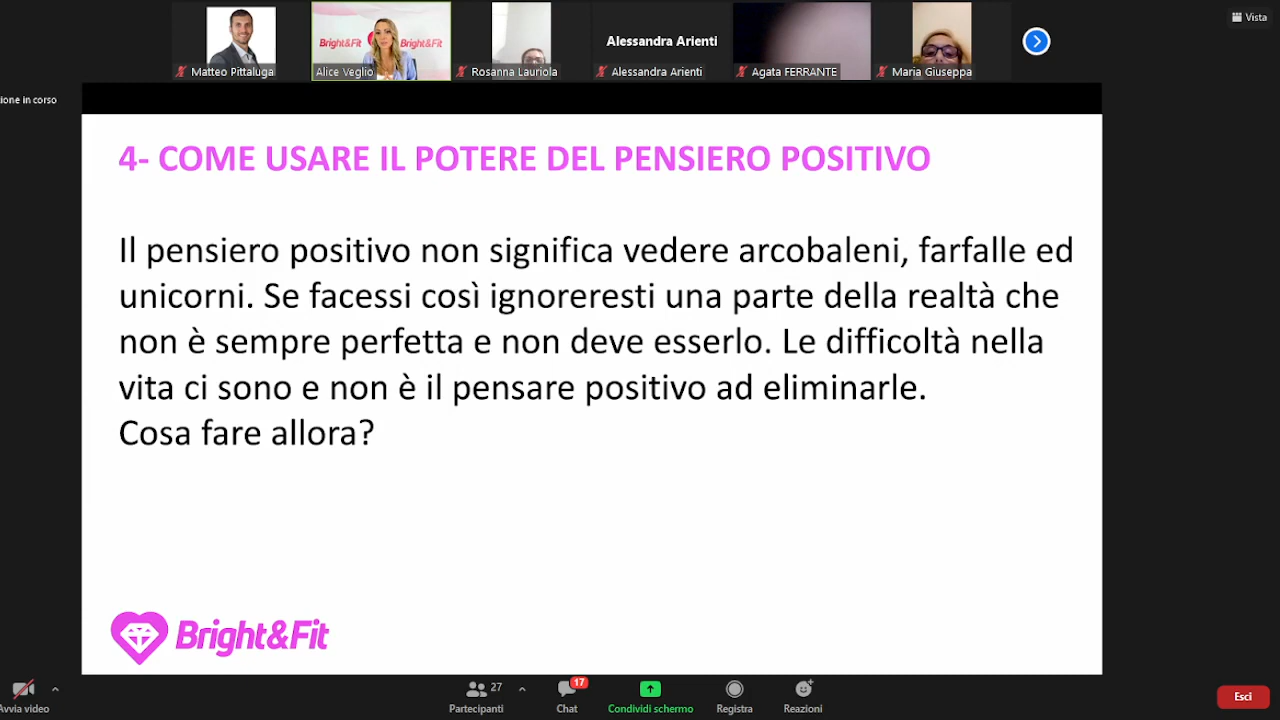 Vista
Alessandra Arienti
Bright&Fit
Bright&Fit
Matteo Pittaluga
Alice Veglio
Rosanna Lauriola
Alessandra Arienti
Agata FERRANTE
Maria Giuseppa
ione in corso
4- COME USARE IL POTERE DEL PENSIERO POSITIVO
Il pensiero positivo non significa vedere arcobaleni, farfalle ed
unicorni. Se facessi così ignoreresti una parte della realtà che
non è sempre perfetta e non deve esserlo. Le difficoltà nella
vita ci sono e non è il pensare positivo ad eliminarle.
Cosa fare allora?
Bright&Fit
27
17
Avvia video
Partecipanti
Chat
Condividi schermo
Registra
Reazioni
Esci